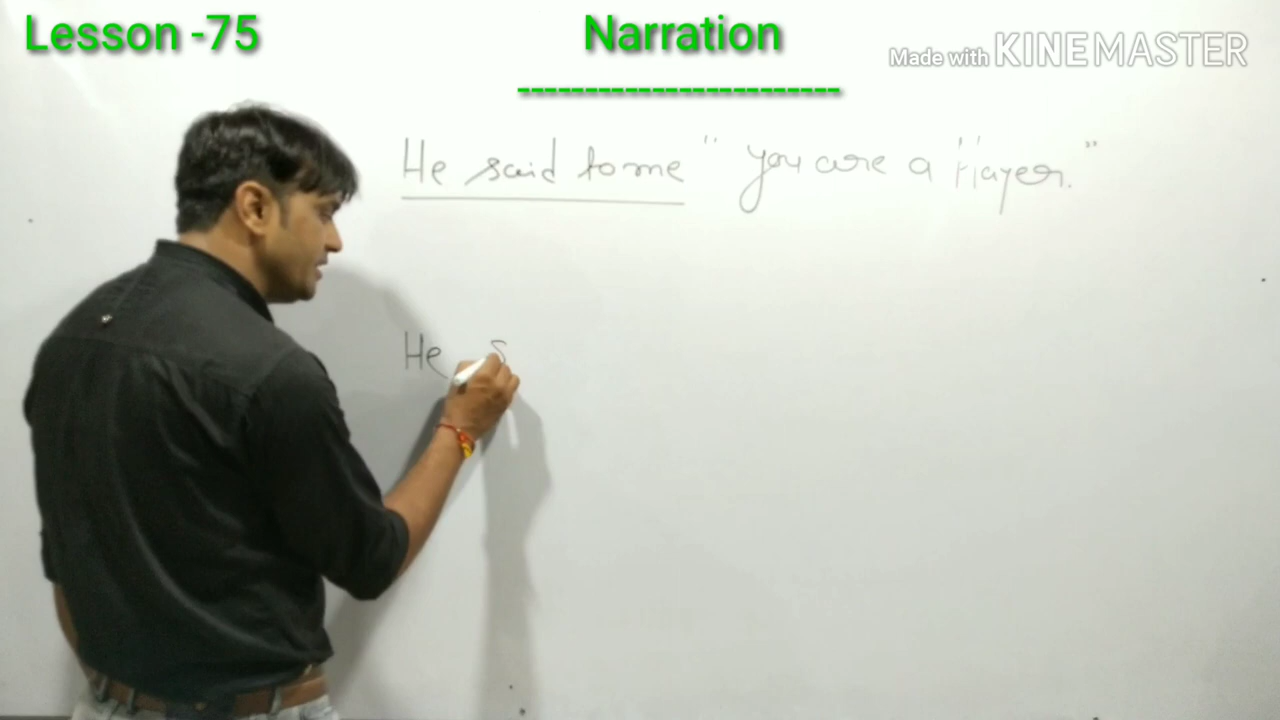 Lesson -75
Narration
Made with KINEMASTER
------------------------
He said to me " you are a Player. "
He s